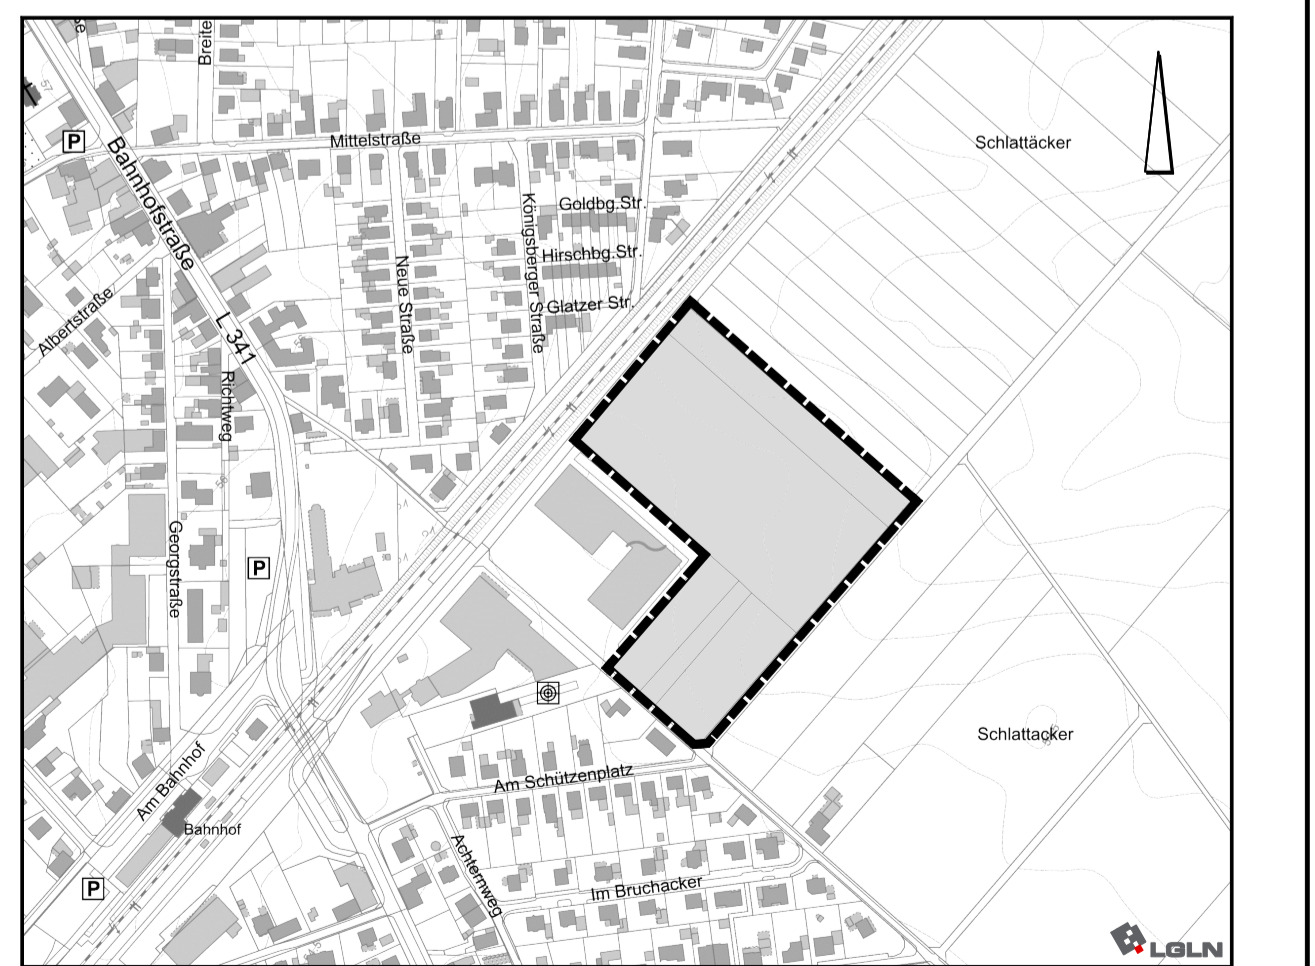 Breite
P
Bahnhofstraße
Mittelstraße
Schlattäcker
Königsberger Straße
Goldbg.Str.
Hirschbg.Str.
Glatzer Str.
Neue Straße
Albertstraße
L 341
Richtweg
Georgstraße
P
Schlattacker
Am Schützenplatz
Am Bahnhof
Bahnhof
Achternweg
Im Bruchacker
P
LGLN